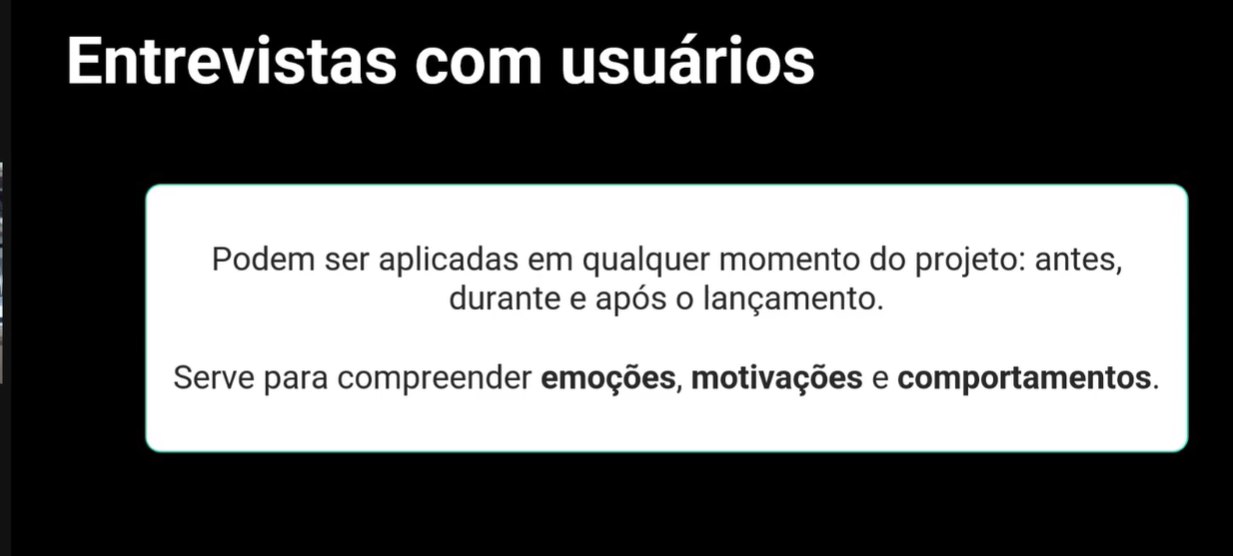 Entrevistas com usuários
Podem ser aplicadas em qualquer momento do projeto: antes,
durante e após o lançamento.
Serve para compreender emoções, motivações e comportamentos.